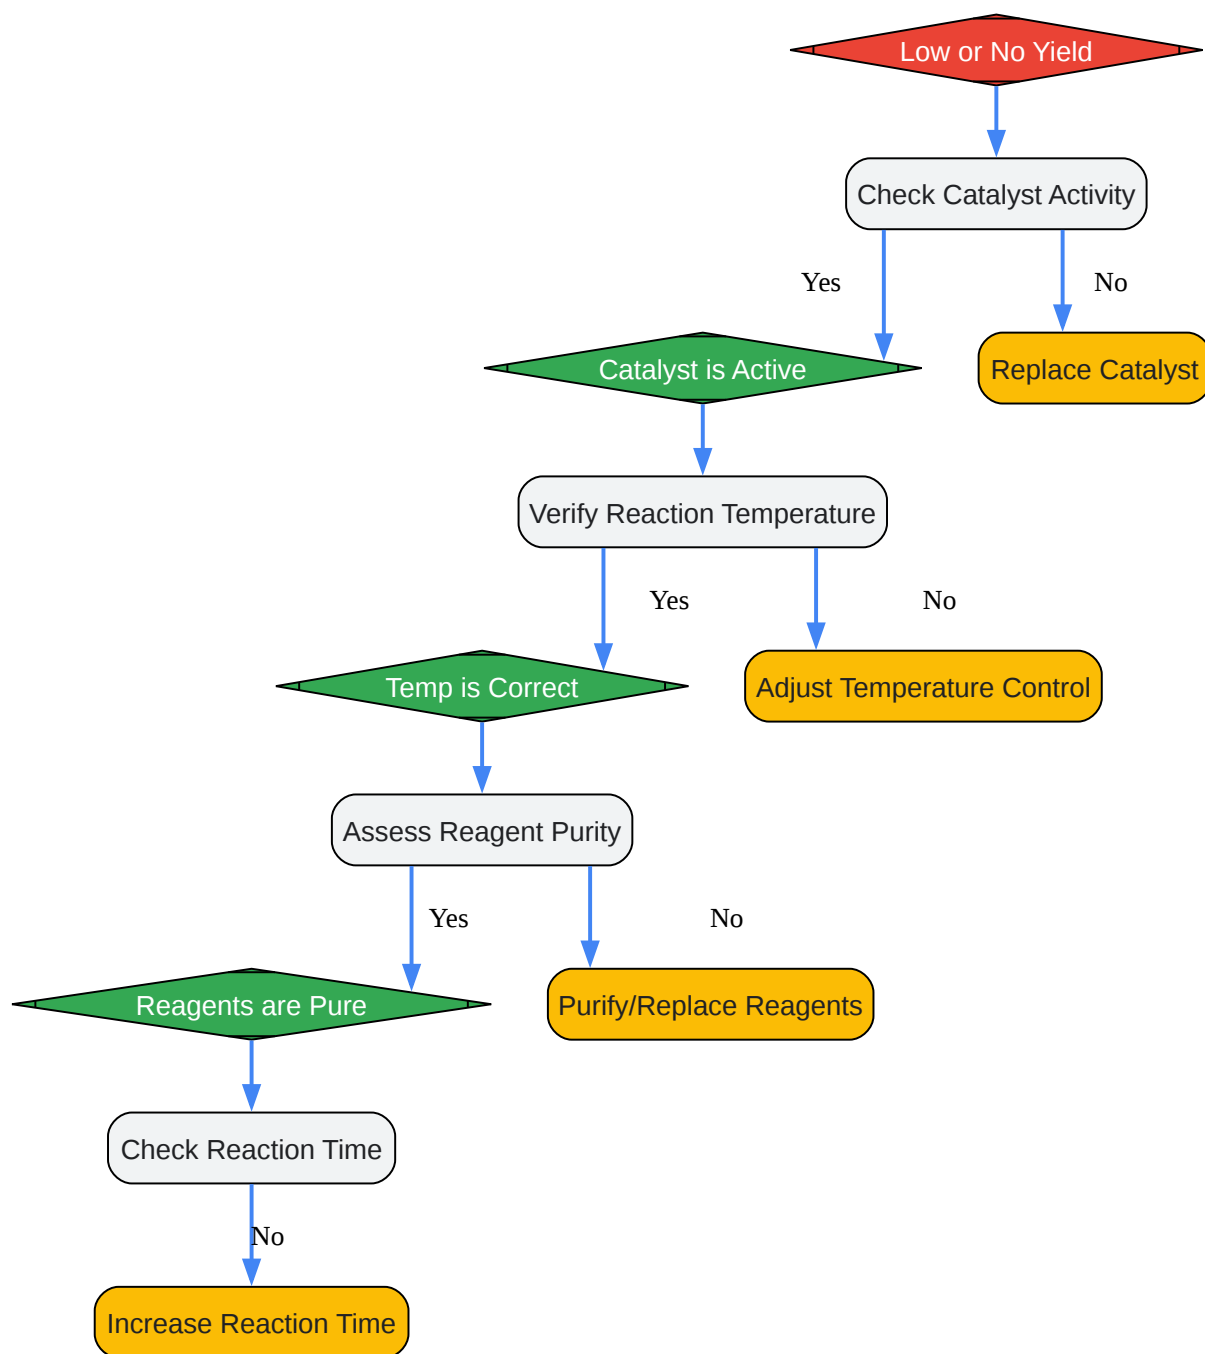 Low or No Yield
Check Catalyst Activity
Yes
No
Catalyst is Active
Replace Catalyst
Verify Reaction Temperature
Yes
No
Temp is Correct
Adjust Temperature Control
Assess Reagent Purity
Yes
No
Reagents are Pure
Purify/Replace Reagents
Check Reaction Time
No
Increase Reaction Time